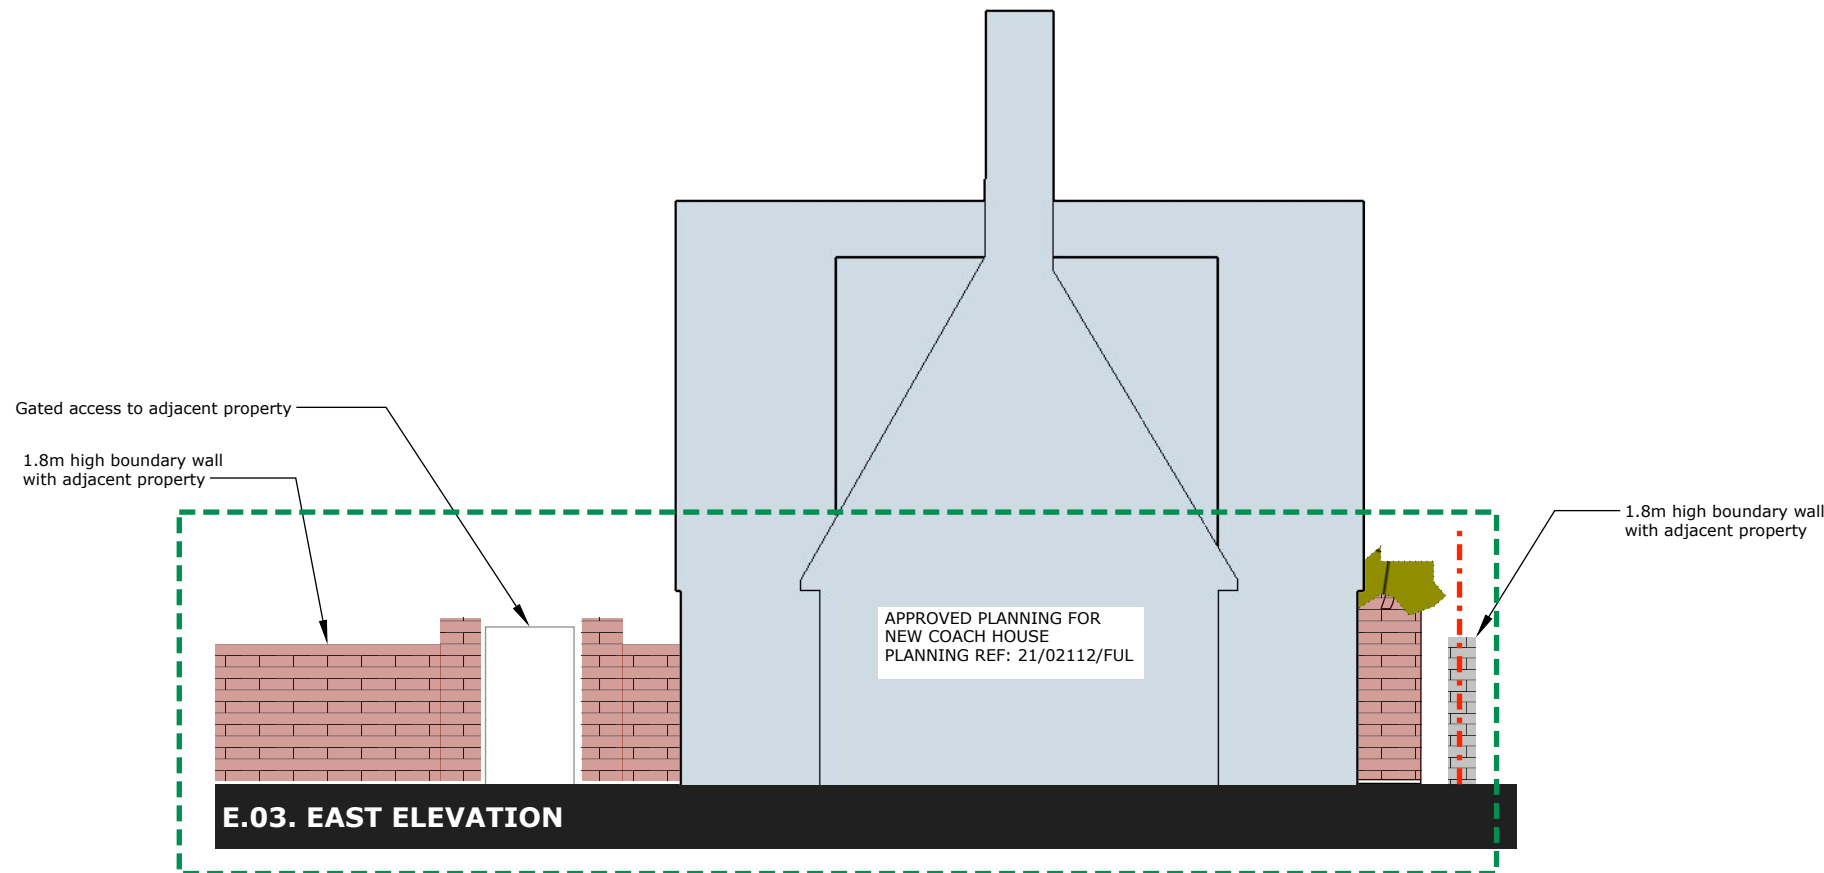 Gated access to adjacent property
1.8m high boundary wall
with adjacent property
1.8m high boundary wall
with adjacent property
APPROVED PLANNING FOR
NEW COACH HOUSE
PLANNING REF: 21/02112/FUL
E.03. EAST ELEVATION